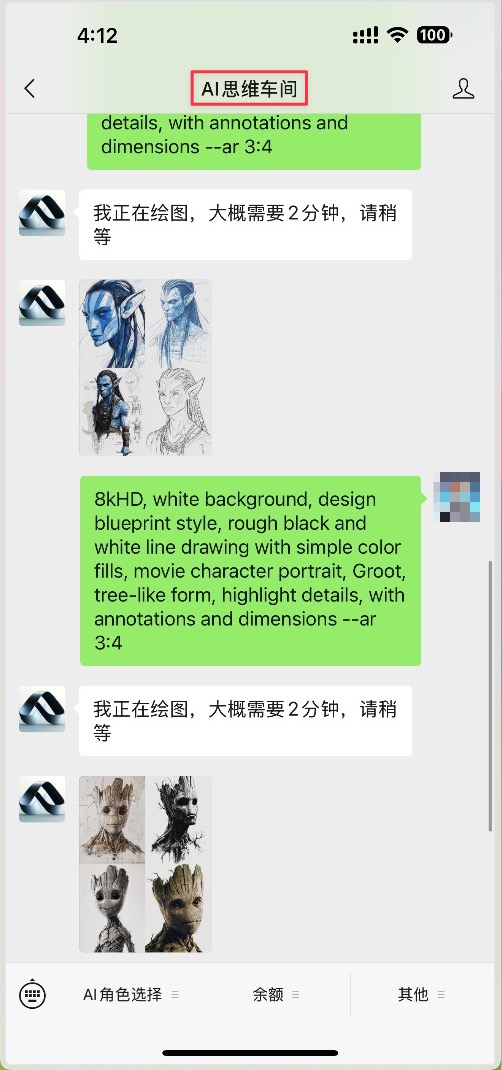 4:12
100
AI思维车间
details, with annotations and
dimensions --ar 3:4
我正在绘图，大概需要2分钟，请稍
等
8kHD, white background, design
blueprint style, rough black and
white line drawing with simple color
fills, movie character portrait, Groot,
tree-like form, highlight details, with
annotations and dimensions --ar
3:4
我正在绘图，大概需要2分钟，请稍
等
AI角色选择
余额
其他